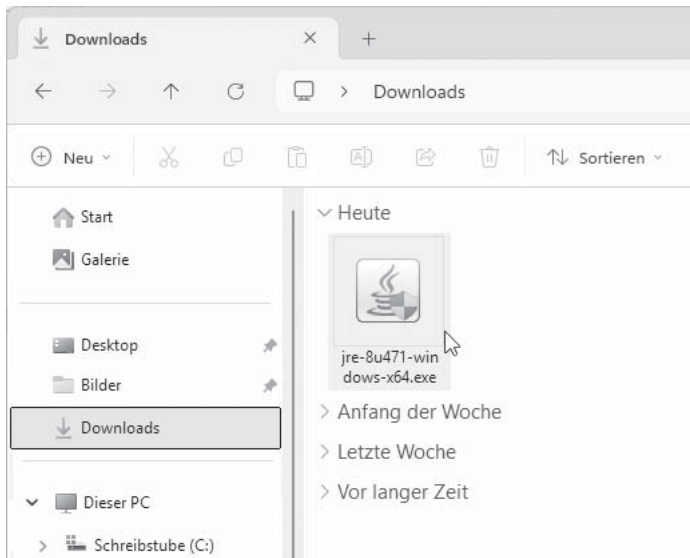 Downloads
Downloads
Neu
Sortieren
Start
Galerie
Desktop
Bilder
Downloads
Dieser PC
Schreibstube (C:)
Heute
jre-8u471-win
dows-x64.exe
Anfang der Woche
Letzte Woche
Vor langer Zeit